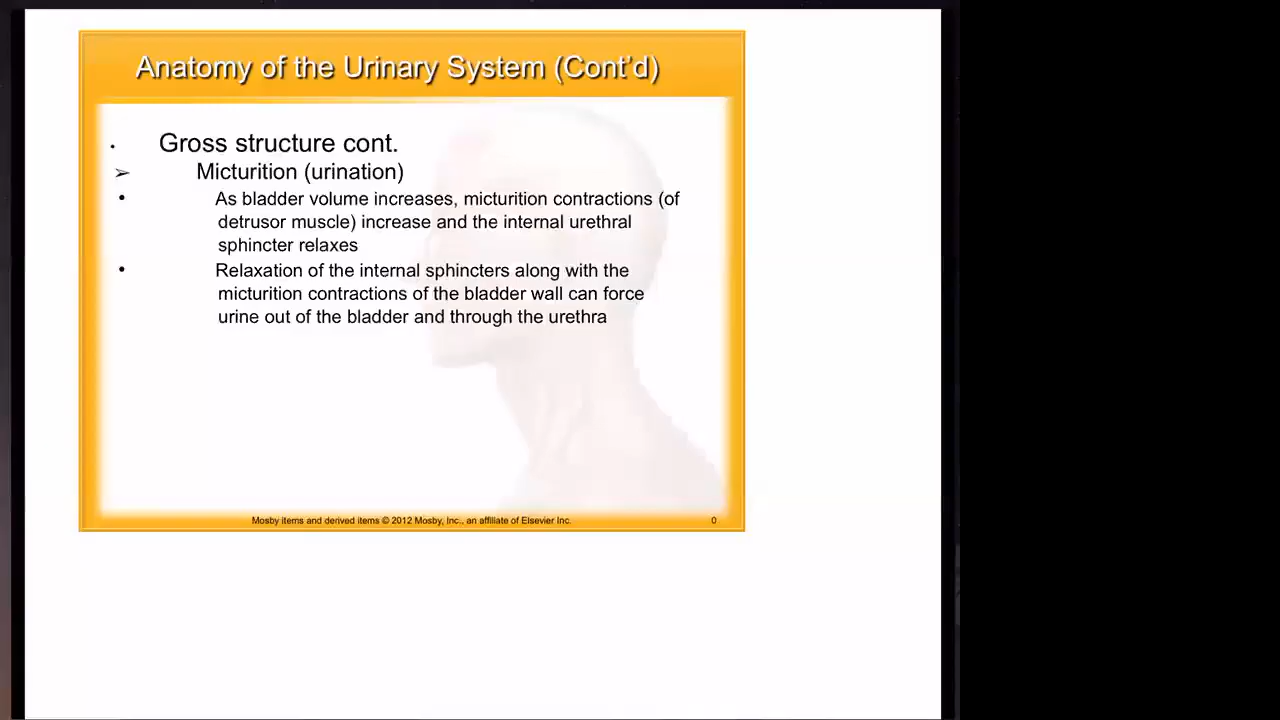 Anatomy of the Urinary System (Cont'd)
• Gross structure cont.
➢ Micturition (urination)
• As bladder volume increases, micturition contractions (of
detrusor muscle) increase and the internal urethral
sphincter relaxes
• Relaxation of the internal sphincters along with the
micturition contractions of the bladder wall can force
urine out of the bladder and through the urethra
Mosby items and derived items © 2012 Mosby, Inc., an affiliate of Elsevier Inc. 0